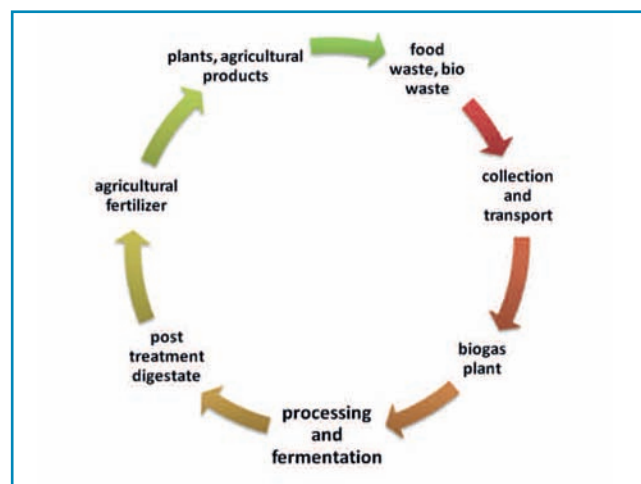 plants, agricultural
products
food
waste, bio
waste
collection
and
transport
biogas
plant
processing
and
fermentation
post
treatment
digestate
agricultural
fertilizer